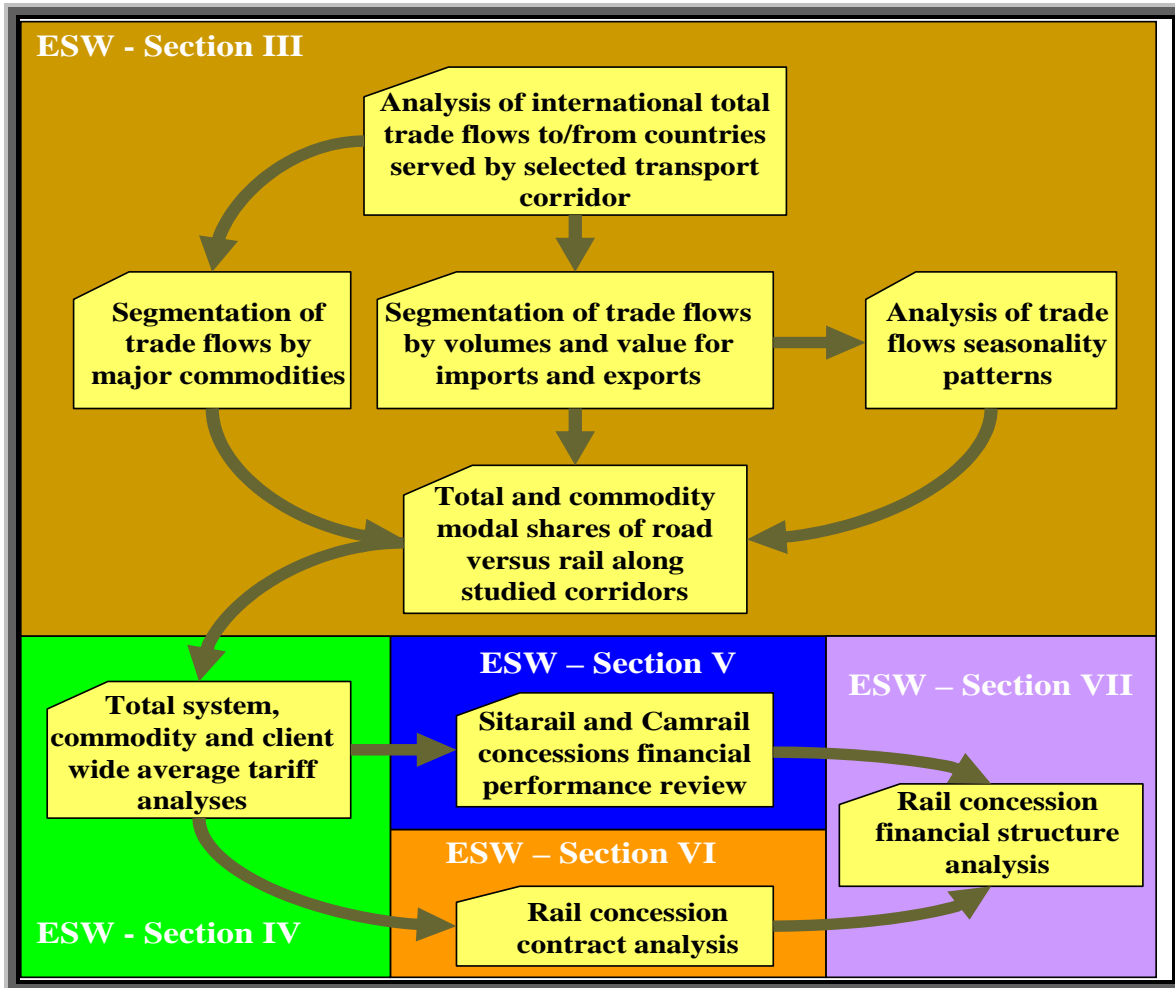 ESW - Section III
Analysis of international total
trade flows to/from countries
served by selected transport
corridor
Segmentation of
trade flows by
major commodities
Segmentation of trade flows
by volumes and value for
imports and exports
Analysis of trade
flows seasonality
patterns
Total and commodity
modal shares of road
versus rail along
studied corridors
Total system,
commodity and client
wide average tariff
analyses
ESW - Section IV
ESW – Section V
Sitarail and Camrail
concessions financial
performance review
ESW – Section VI
Rail concession
contract analysis
ESW – Section VII
Rail concession
financial structure
analysis